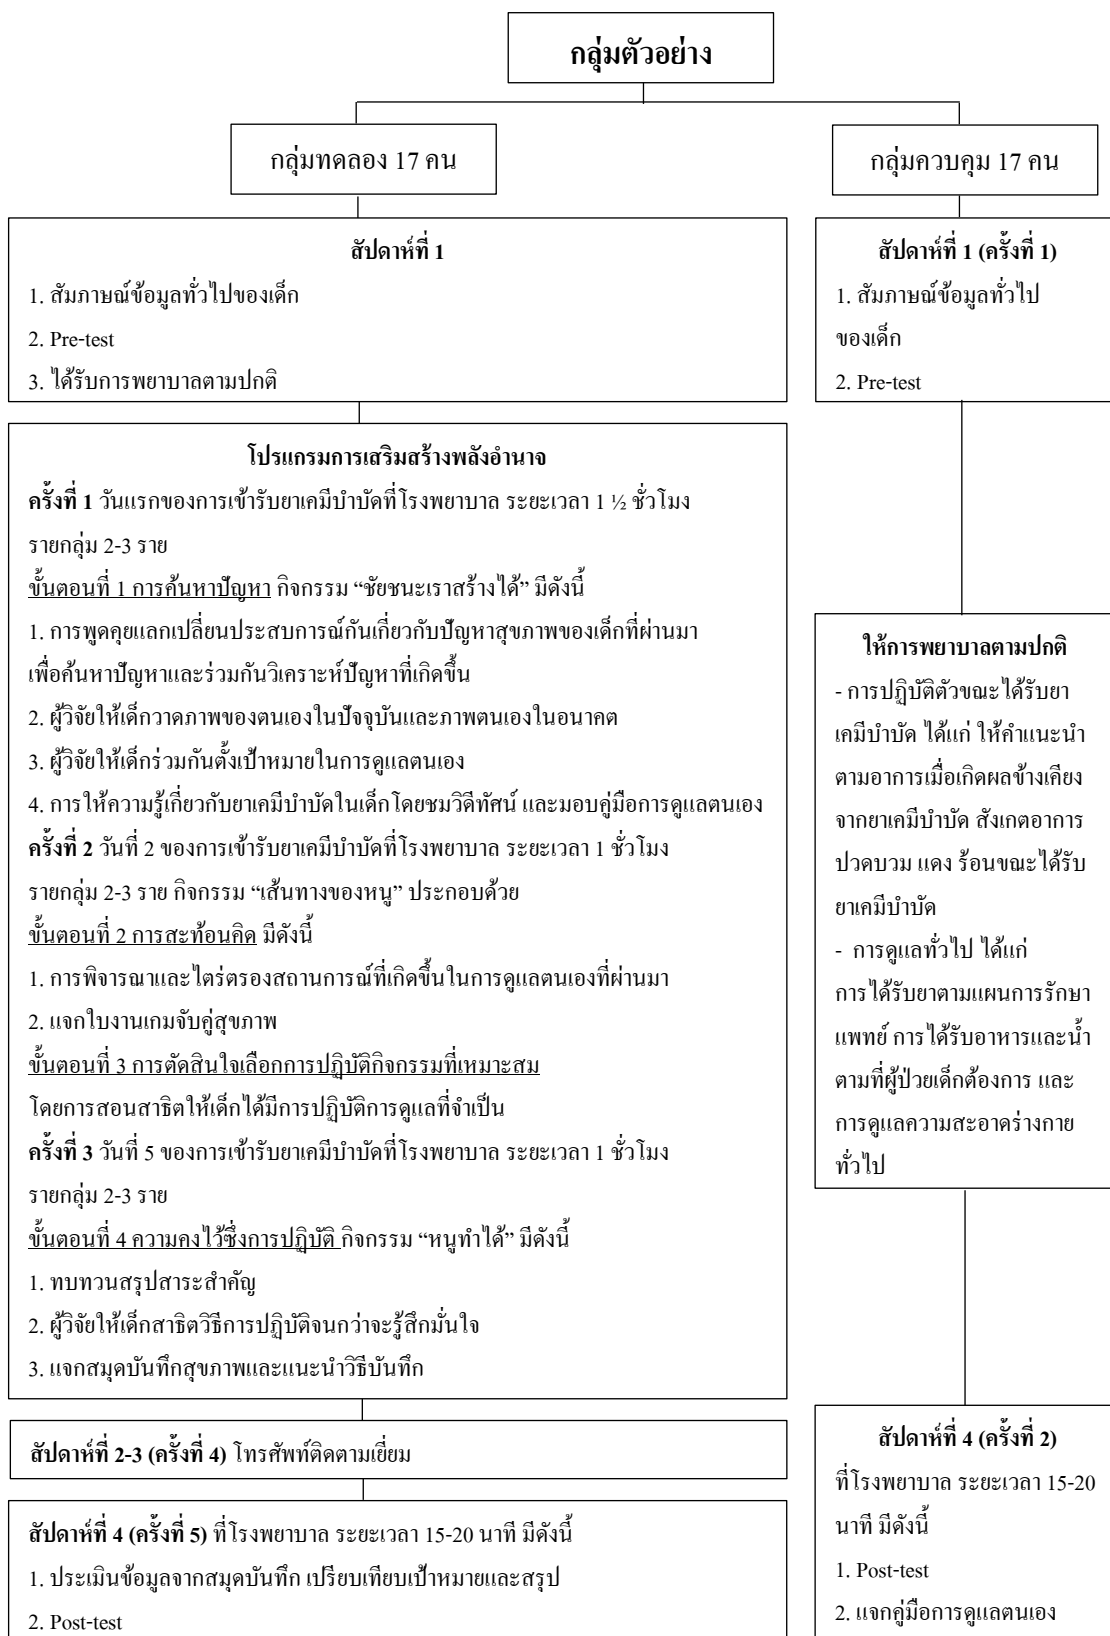 กลุ่มตัวอย่าง
กลุ่มทดลอง 17 คน
กลุ่มควบคุม 17 คน
สัปดาห์ที่ 1
1. สัมภาษณ์ข้อมูลทั่วไปของเด็ก
2. Pre-test
3. ได้รับการพยาบาลตามปกติ
สัปดาห์ที่ 1 (ครั้งที่ 1)
1. สัมภาษณ์ข้อมูลทั่วไป
ของเด็ก
2. Pre-test
โปรแกรมการเสริมสร้างพลังอำนาจ
ครั้งที่ 1 วันแรกของการเข้ารับยาเคมีบำบัดที่โรงพยาบาล ระยะเวลา 1 ½ ชั่วโมง
รายกลุ่ม 2-3 ราย
ขั้นตอนที่ 1 การค้นหาปัญหา กิจกรรม “ชัยชนะเราสร้างได้” มีดังนี้
1. การพูดคุยแลกเปลี่ยนประสบการณ์กันเกี่ยวกับปัญหาสุขภาพของเด็กที่ผ่านมา
เพื่อค้นหาปัญหาและร่วมกันวิเคราะห์ปัญหาที่เกิดขึ้น
2. ผู้วิจัยให้เด็กวาดภาพของตนเองในปัจจุบันและภาพตนเองในอนาคต
3. ผู้วิจัยให้เด็กร่วมกันตั้งเป้าหมายในการดูแลตนเอง
4. การให้ความรู้เกี่ยวกับยาเคมีบำบัดในเด็กโดยชมวิดีทัศน์ และมอบคู่มือการดูแลตนเอง
ครั้งที่ 2 วันที่ 2 ของการเข้ารับยาเคมีบำบัดที่โรงพยาบาล ระยะเวลา 1 ชั่วโมง
รายกลุ่ม 2-3 ราย กิจกรรม “เส้นทางของหนู” ประกอบด้วย
ขั้นตอนที่ 2 การสะท้อนคิด มีดังนี้
1. การพิจารณาและไตร่ตรองสถานการณ์ที่เกิดขึ้นในการดูแลตนเองที่ผ่านมา
2. แจกใบงานเกมจับคู่สุขภาพ
ขั้นตอนที่ 3 การตัดสินใจเลือกการปฏิบัติกิจกรรมที่เหมาะสม
โดยการสอนสาธิตให้เด็กได้มีการปฏิบัติการดูแลที่จำเป็น
ครั้งที่ 3 วันที่ 5 ของการเข้ารับยาเคมีบำบัดที่โรงพยาบาล ระยะเวลา 1 ชั่วโมง
รายกลุ่ม 2-3 ราย
ขั้นตอนที่ 4 ความคงไว้ซึ่งการปฏิบัติ กิจกรรม “หนูทำได้” มีดังนี้
1. ทบทวนสรุปสาระสำคัญ
2. ผู้วิจัยให้เด็กสาธิตวิธีการปฏิบัติจนกว่าจะรู้สึกมั่นใจ
3. แจกสมุดบันทึกสุขภาพและแนะนำวิธีบันทึก
ให้การพยาบาลตามปกติ
- การปฏิบัติตัวขณะได้รับยา
เคมีบำบัด ได้แก่ ให้คำแนะนำ
ตามอาการเมื่อเกิดผลข้างเคียง
จากยาเคมีบำบัด สังเกตอาการ
ปวดบวม แดง ร้อนขณะได้รับ
ยาเคมีบำบัด
- การดูแลทั่วไป ได้แก่
การได้รับยาตามแผนการรักษา
แพทย์ การได้รับอาหารและน้ำ
ตามที่ผู้ป่วยเด็กต้องการ และ
การดูแลความสะอาดร่างกาย
ทั่วไป
สัปดาห์ที่ 2-3 (ครั้งที่ 4) โทรศัพท์ติดตามเยี่ยม
สัปดาห์ที่ 4 (ครั้งที่ 5) ที่โรงพยาบาล ระยะเวลา 15-20 นาที มีดังนี้
1. ประเมินข้อมูลจากสมุดบันทึก เปรียบเทียบเป้าหมายและสรุป
2. Post-test
สัปดาห์ที่ 4 (ครั้งที่ 2)
ที่โรงพยาบาล ระยะเวลา 15-20
นาที มีดังนี้
1. Post-test
2. แจกคู่มือการดูแลตนเอง